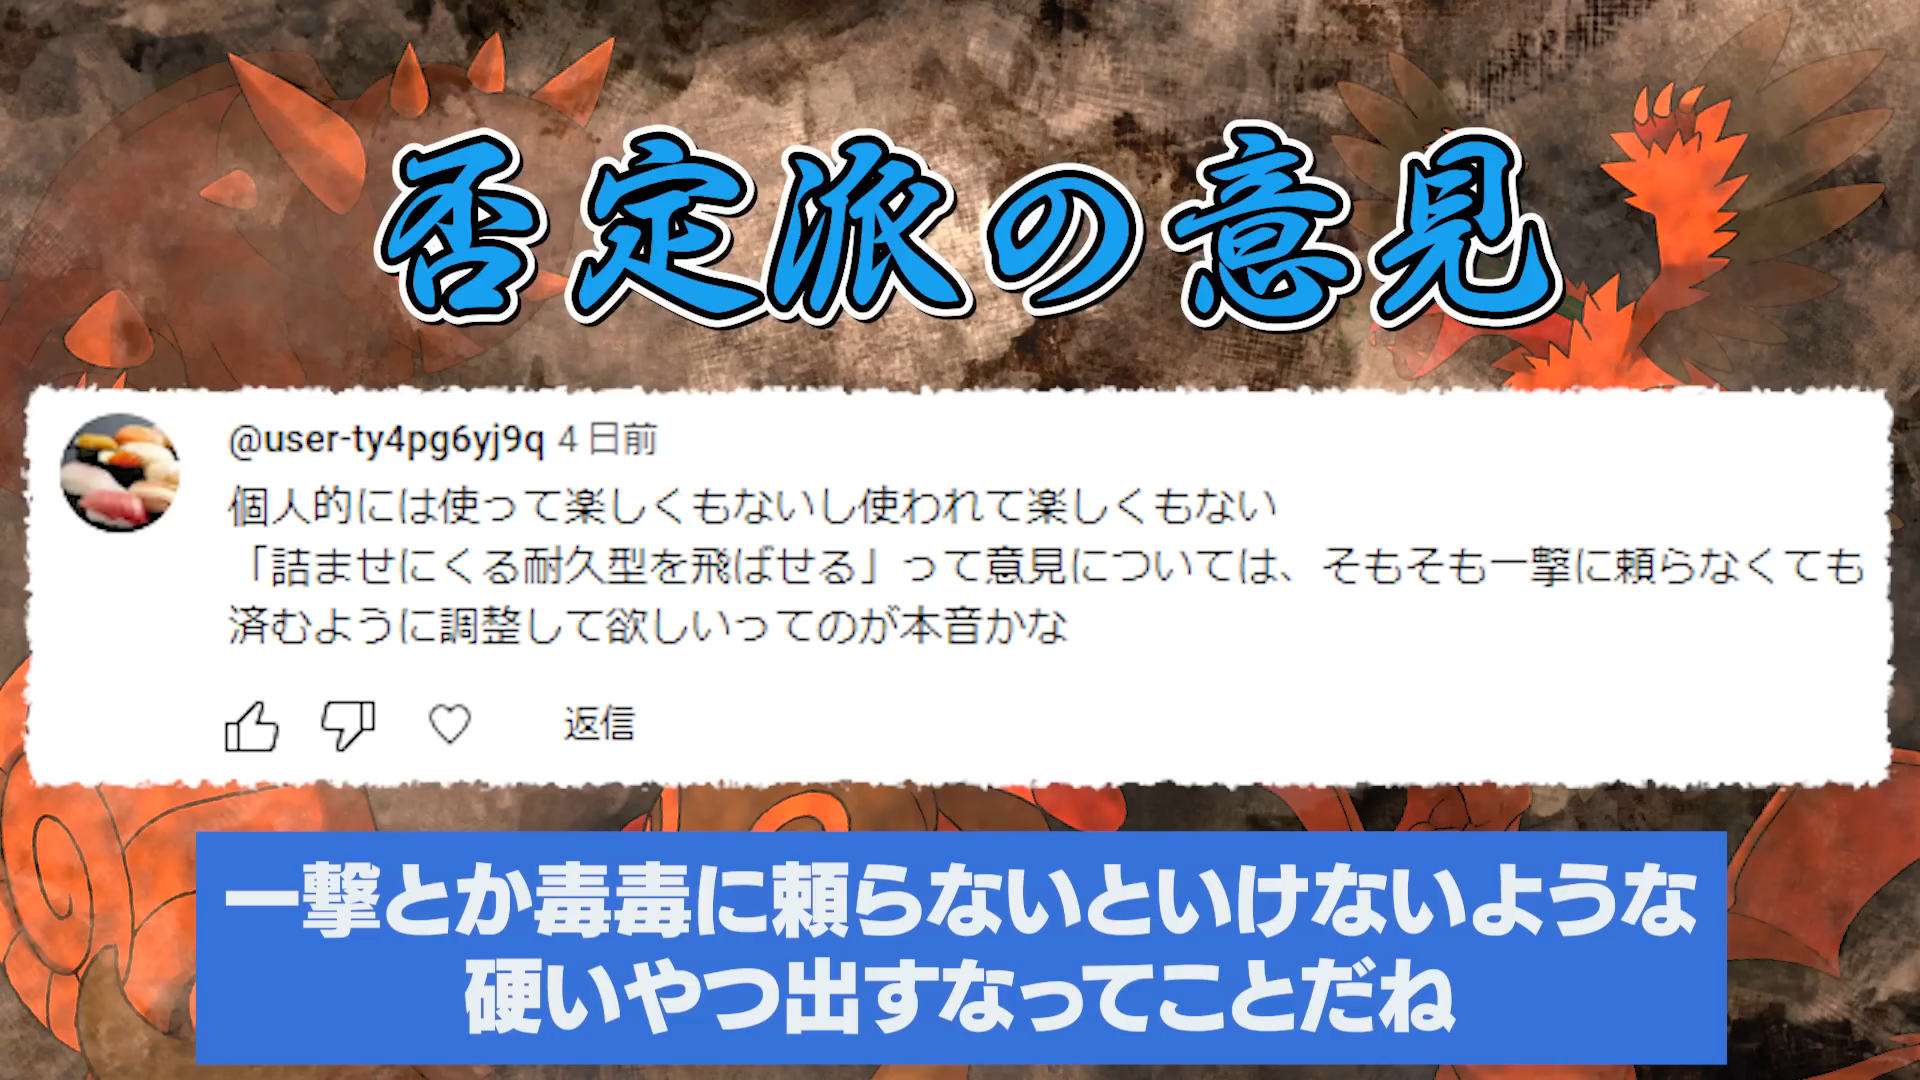 否定派の意見
@user-ty4pg6yj9q 4 日前
個人的には使って楽しくもないし使われて楽しくもない
「詰ませにくる耐久型を飛ばせる」って意見については、そもそも一撃に頼らなくても
済むように調整して欲しいってのが本音かな
返信
一撃とか毒毒に頼らないといけないような
硬いやつ出すなってことだね